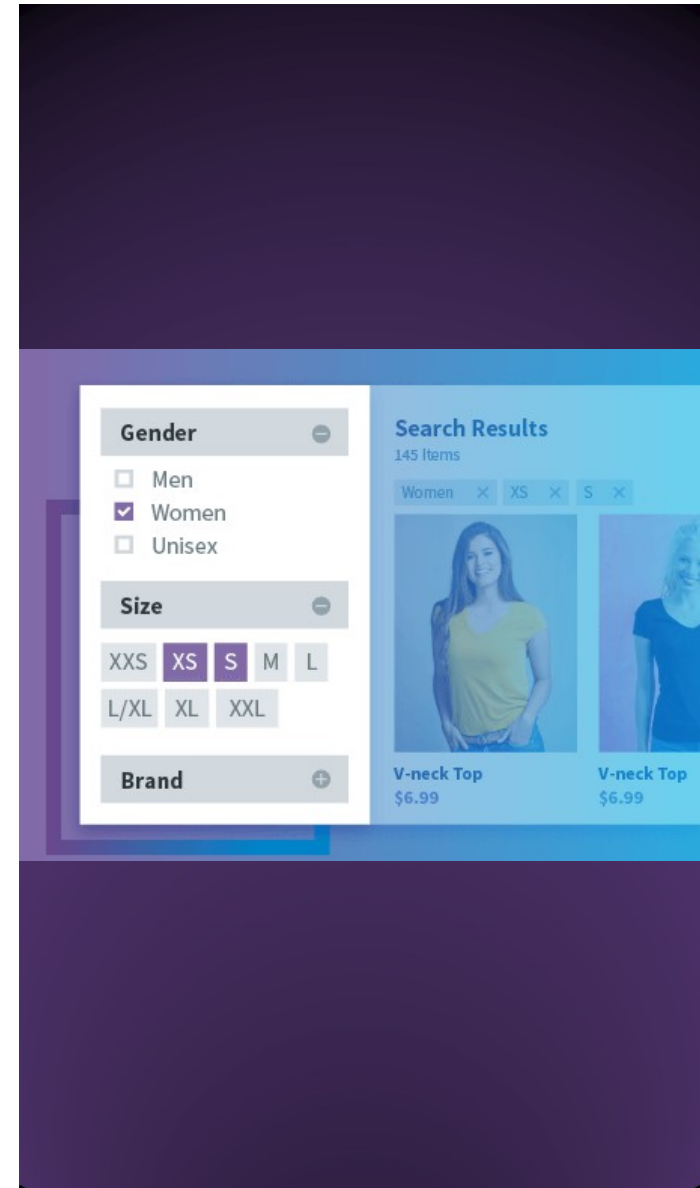 Gender
Men
Women
Unisex
Size
XXS XS S M L
L/XL XL XXL
Brand
Search Results
145 Items
Women XS S
V-neck Top
$6.99
V-neck Top
$6.99